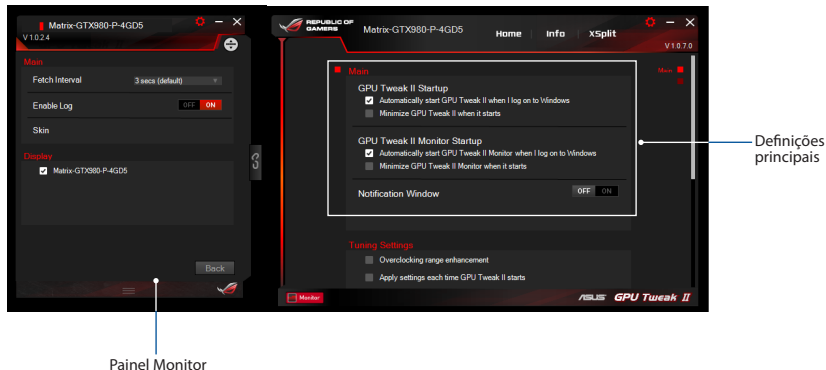 Matrix-GTX980-P-4GD5
V 1.0.2.4
Main
Fetch Interval
3 secs (default)
Enable Log
OFF ON
Skin
Display
Matrix-GTX980-P-4GD5
Back
REPUBLIC OF
GAMERS
Matrix-GTX980-P-4GD5
Home
Info
XSplit
V 1.0.7.0
Main
Main
GPU Tweak II Startup
Automatically start GPU Tweak II when I log on to Windows
Minimize GPU Tweak II when it starts
GPU Tweak II Monitor Startup
Automatically start GPU Tweak II Monitor when I log on to Windows
Minimize GPU Tweak II Monitor when it starts
Notification Window
OFF ON
Tuning Settings
Overclocking range enhancement
Apply settings each time GPU Tweak II starts
Monitor
ASUS GPU Tweak II
Definições
principais
Painel Monitor